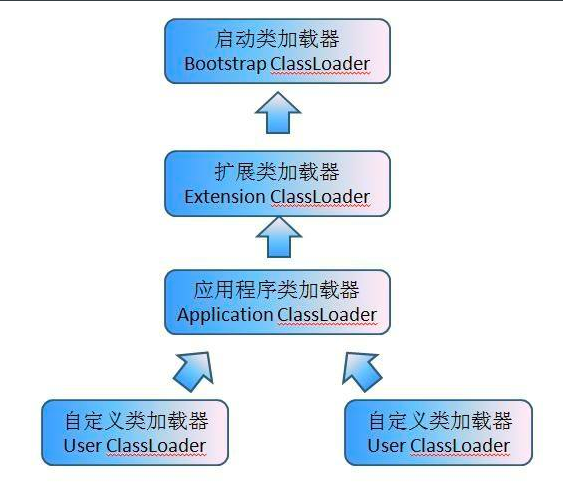 启动类加载器
Bootstrap ClassLoader
扩展类加载器
Extension ClassLoader
应用程序类加载器
Application ClassLoader
自定义类加载器
User ClassLoader
自定义类加载器
User ClassLoader